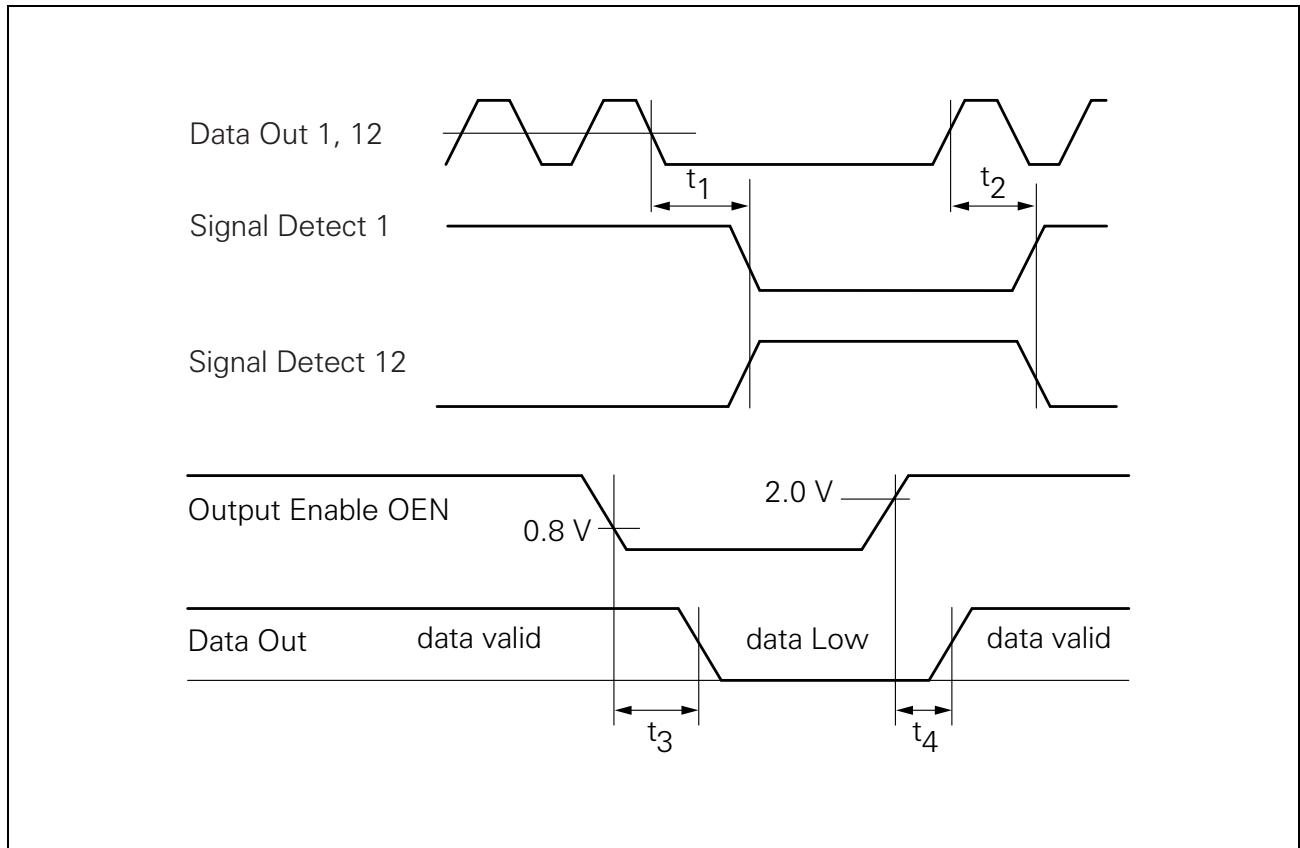 Data Out 1, 12
t1
t2
Signal Detect 1
Signal Detect 12
2.0 V
Output Enable OEN
0.8 V
Data Out
data valid
data Low
data valid
t3
t4